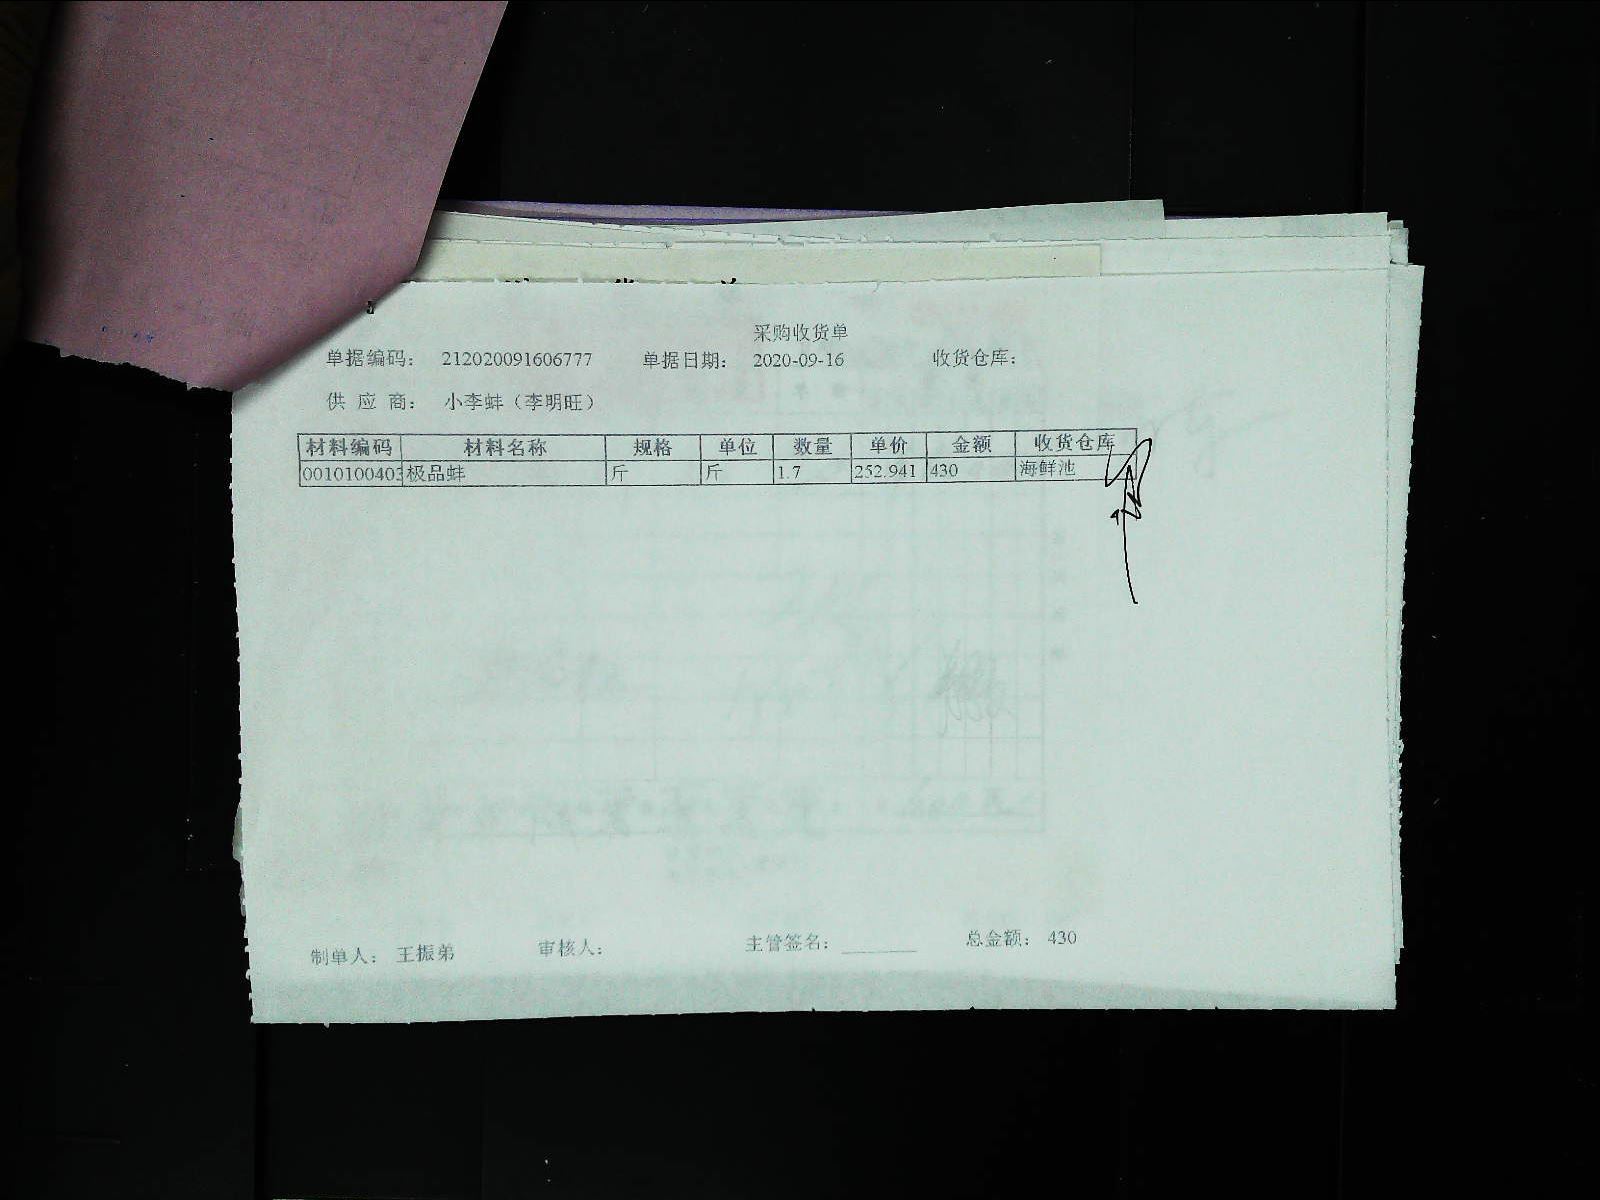 采购收货单
单据编码： 212020091606777 单据日期： 2020-09-16 收货仓库：
供 应 商： 小李蚌（李明旺）
材料编码 材料名称 规格 单位 数量 单价 金额 收货仓库
0010100403 极品蚌 斤 斤 1.7 252.941 430 海鲜池
制单人： 王振弟 审核人： 主管签名： 总金额： 430